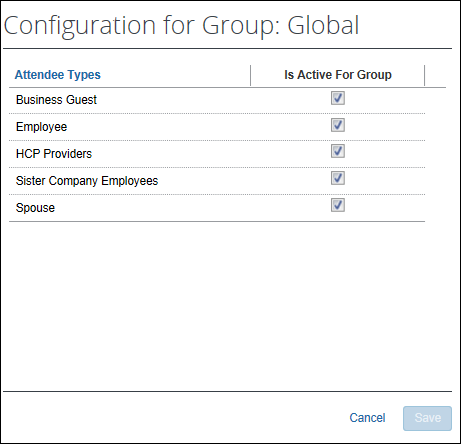 Configuration for Group: Global
Attendee Types Is Active For Group
Business Guest
Employee
HCP Providers
Sister Company Employees
Spouse
Cancel Save